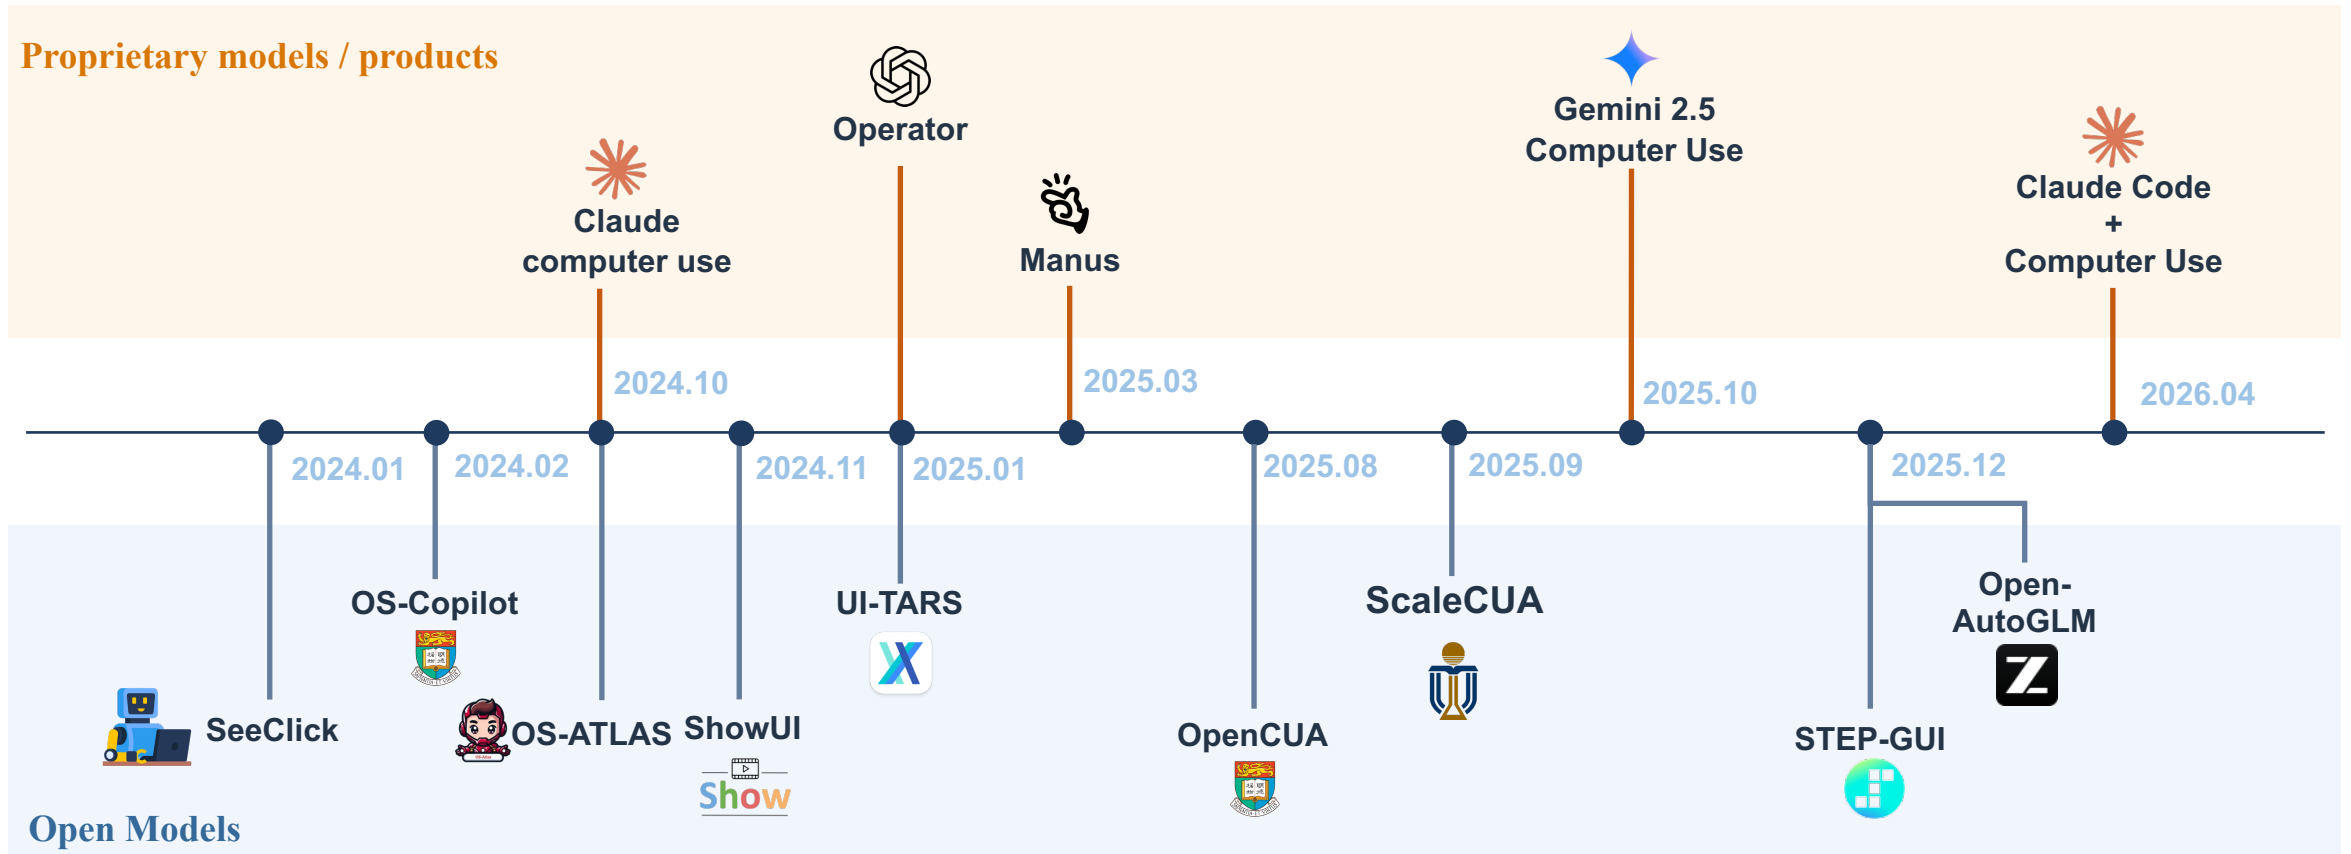 Proprietary models / products
Operator
Gemini 2.5
Computer Use
Claude
computer use
Manus
Claude Code
+
Computer Use
2024.10
2025.03
2025.10
2026.04
2024.01
2024.02
2024.11
2025.01
2025.08
2025.09
2025.12
OS-Copilot
UI-TARS
ScaleCUA
Open-
AutoGLM
SeeClick
OS-ATLAS
ShowUI
OpenCUA
STEP-GUI
Show
Open Models